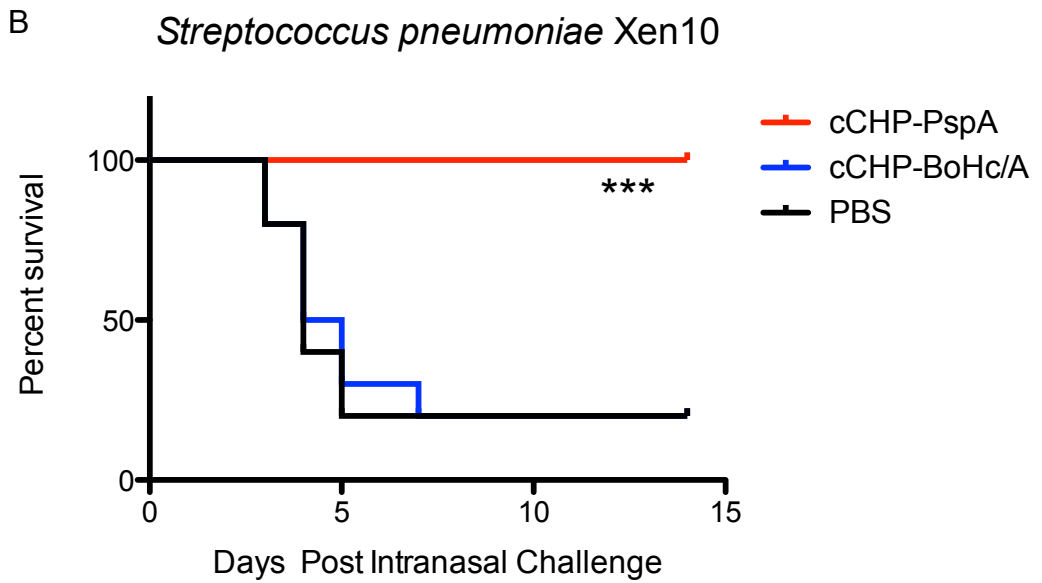 B
Streptococcus pneumoniae Xen10
cCHP-PspA
cCHP-BoHc/A
PBS
***
Percent survival
100
50
0
0 5 10 15
Days Post Intranasal Challenge